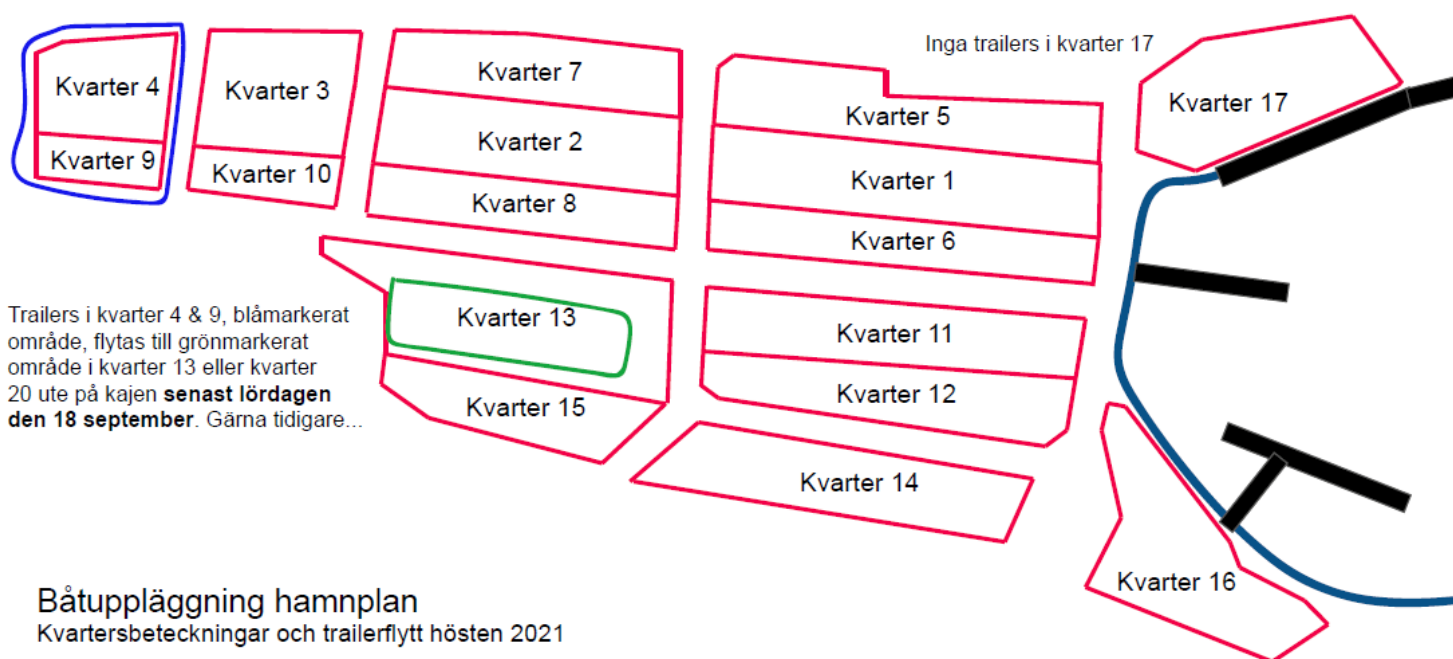 Inga trailers i kvarter 17
Kvarter 4
Kvarter 3
Kvarter 7
Kvarter 5
Kvarter 17
Kvarter 9
Kvarter 10
Kvarter 2
Kvarter 1
Kvarter 8
Kvarter 6
Kvarter 13
Kvarter 11
Kvarter 15
Kvarter 12
Kvarter 14
Kvarter 16
Trailers i kvarter 4 & 9, blåmarkerat
område, flytas till grönmarkerat
område i kvarter 13 eller kvarter
20 ute på kajen senast lördagen
den 18 september. Gärna tidigare...
Båtuppläggning hamnplan
Kvartersbeteckningar och trailerflytt hösten 2021